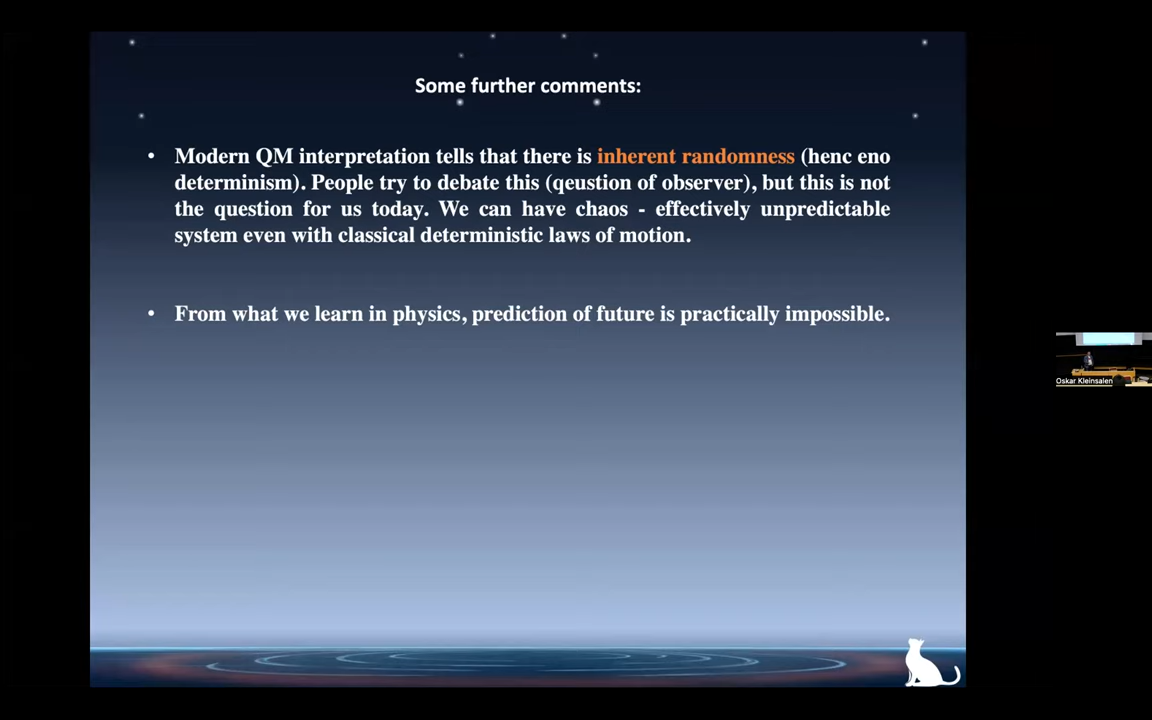 Some further comments:
• Modern QM interpretation tells that there is inherent randomness (henc eno
determinism). People try to debate this (qeustion of observer), but this is not
the question for us today. We can have chaos - effectively unpredictable
system even with classical deterministic laws of motion.
• From what we learn in physics, prediction of future is practically impossible.
Oskar Kleinsalen